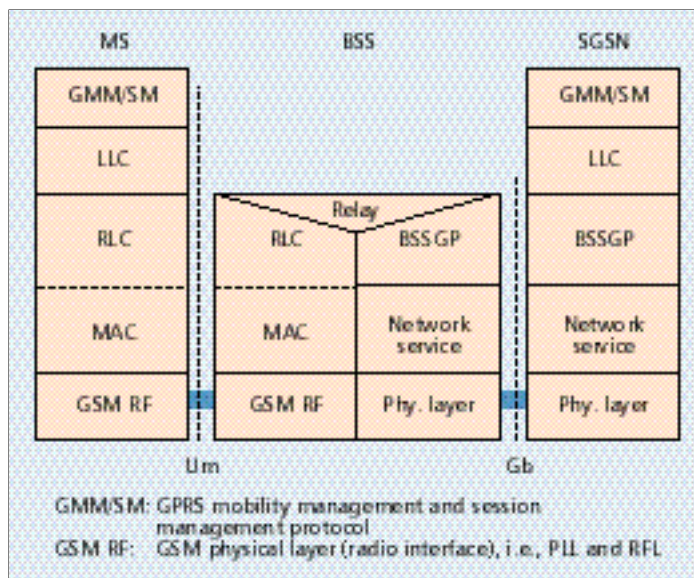 MS BSS SGSN
GMM/SM GMM/SM
LLC LLC
Relay
RLC RLC BSSGP BSSGP
MAC MAC Network service Network service
GSM RF GSM RF Phy. layer Phy. layer
Um Gb
GMM/SM: GPRS mobility management and session
management protocol
GSM RF: GSM physical layer (radio interface), i.e., PLL and RFL